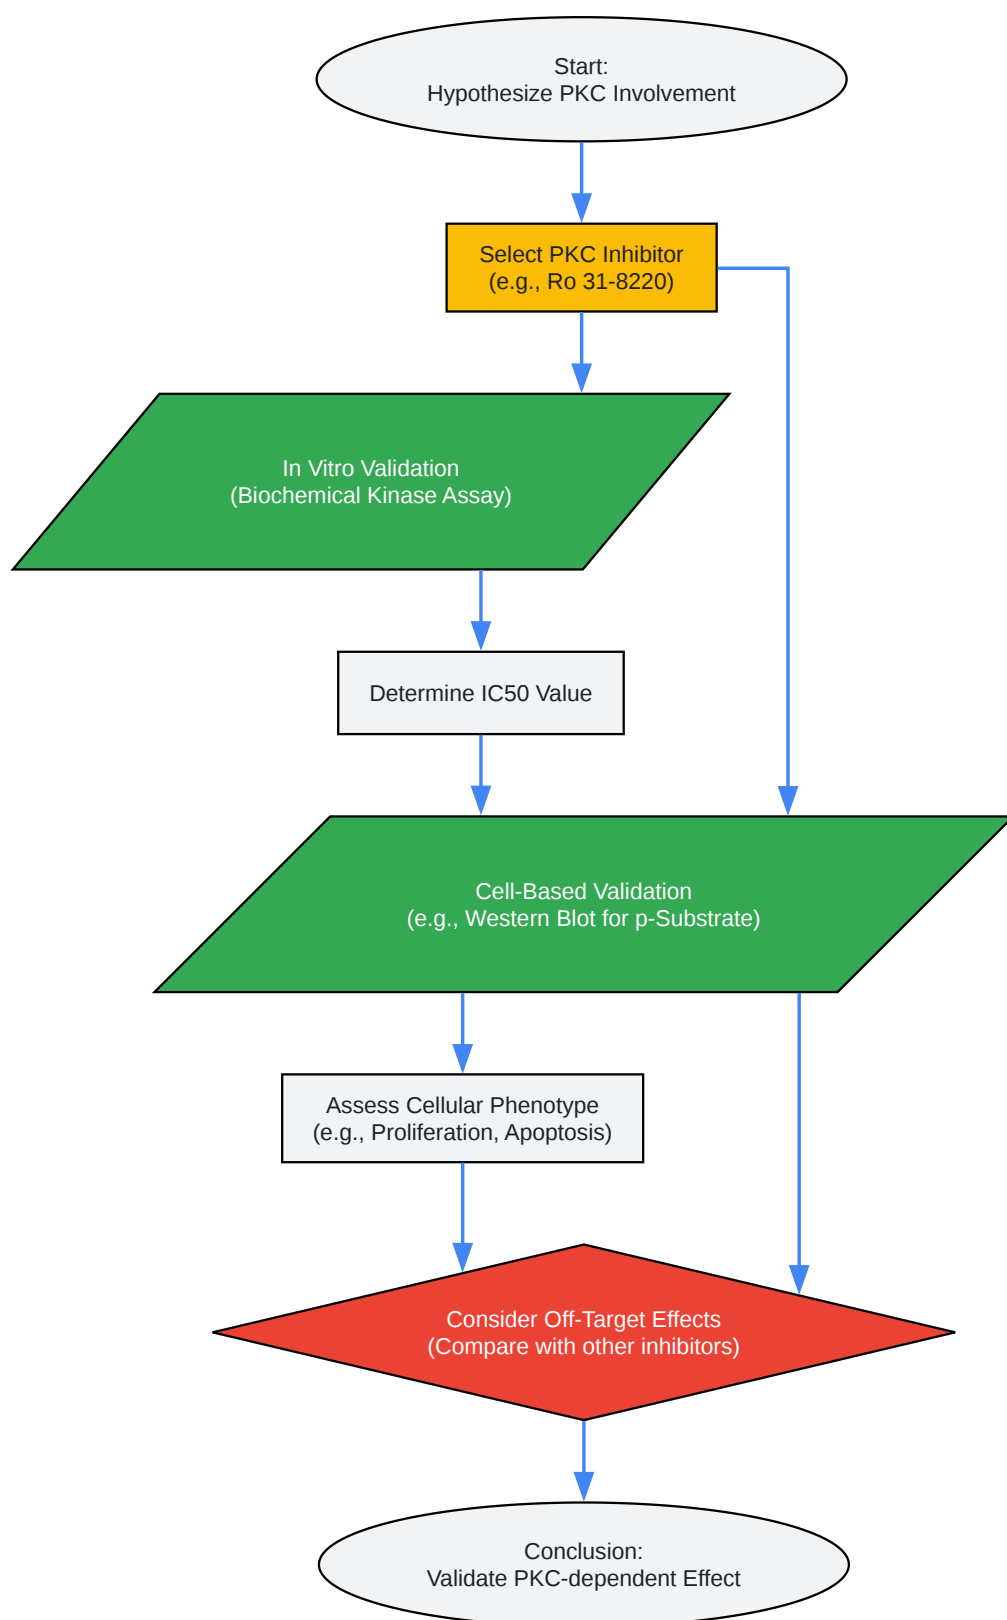 Start:
Hypothesize PKC Involvement
Select PKC Inhibitor
(e.g., Ro 31-8220)
In Vitro Validation
(Biochemical Kinase Assay)
Determine IC50 Value
Cell-Based Validation
(e.g., Western Blot for p-Substrate)
Assess Cellular Phenotype
(e.g., Proliferation, Apoptosis)
Consider Off-Target Effects
(Compare with other inhibitors)
Conclusion:
Validate PKC-dependent Effect